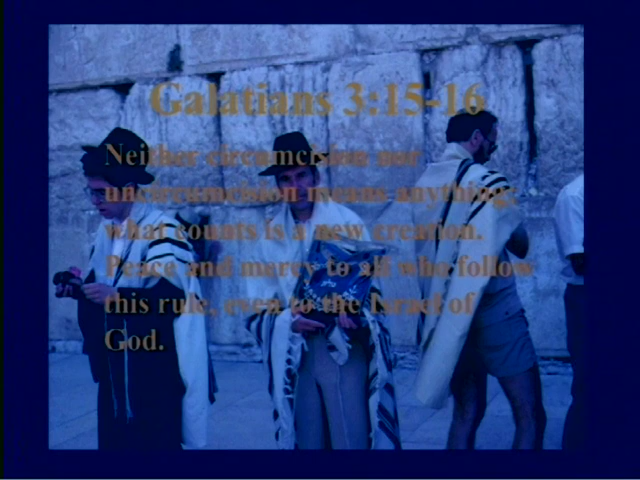 Galatians 3:15-16
Neither circumcision nor
uncircumcision means anything;
what counts is a new creation.
Peace and mercy to all who follow
this rule, even to the Israel of
God.